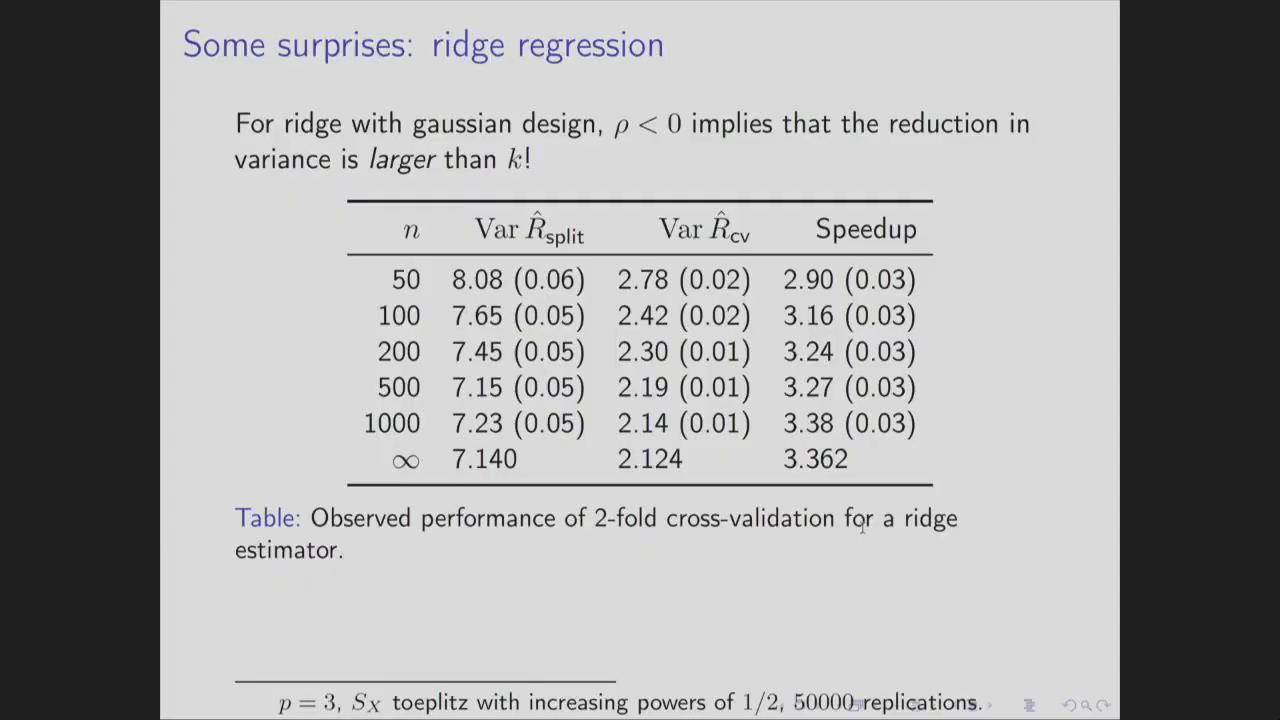 Some surprises: ridge regression
For ridge with gaussian design, ρ < 0 implies that the reduction in
variance is larger than k!
n Var R̂split Var R̂cv Speedup
50 8.08 (0.06) 2.78 (0.02) 2.90 (0.03)
100 7.65 (0.05) 2.42 (0.02) 3.16 (0.03)
200 7.45 (0.05) 2.30 (0.01) 3.24 (0.03)
500 7.15 (0.05) 2.19 (0.01) 3.27 (0.03)
1000 7.23 (0.05) 2.14 (0.01) 3.38 (0.03)
∞ 7.140 2.124 3.362
Table: Observed performance of 2-fold cross-validation for a ridge
estimator.
p = 3, SX toeplitz with increasing powers of 1/2, 50000 replications.